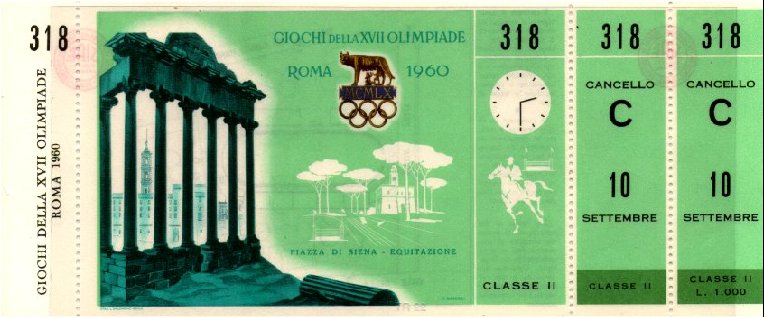 318
GIOCHI DELLA XVII OLIMPIADE
ROMA 1960
GIOCHI DELLA XVII OLIMPIADE
ROMA 1960
MCMLX
PIAZZA DI SIENA - EQUITAZIONE
318
CLASSE II
318
CANCELLO
C
10
SETTEMBRE
CLASSE II
318
CANCELLO
C
10
SETTEMBRE
CLASSE II
L. 1.000